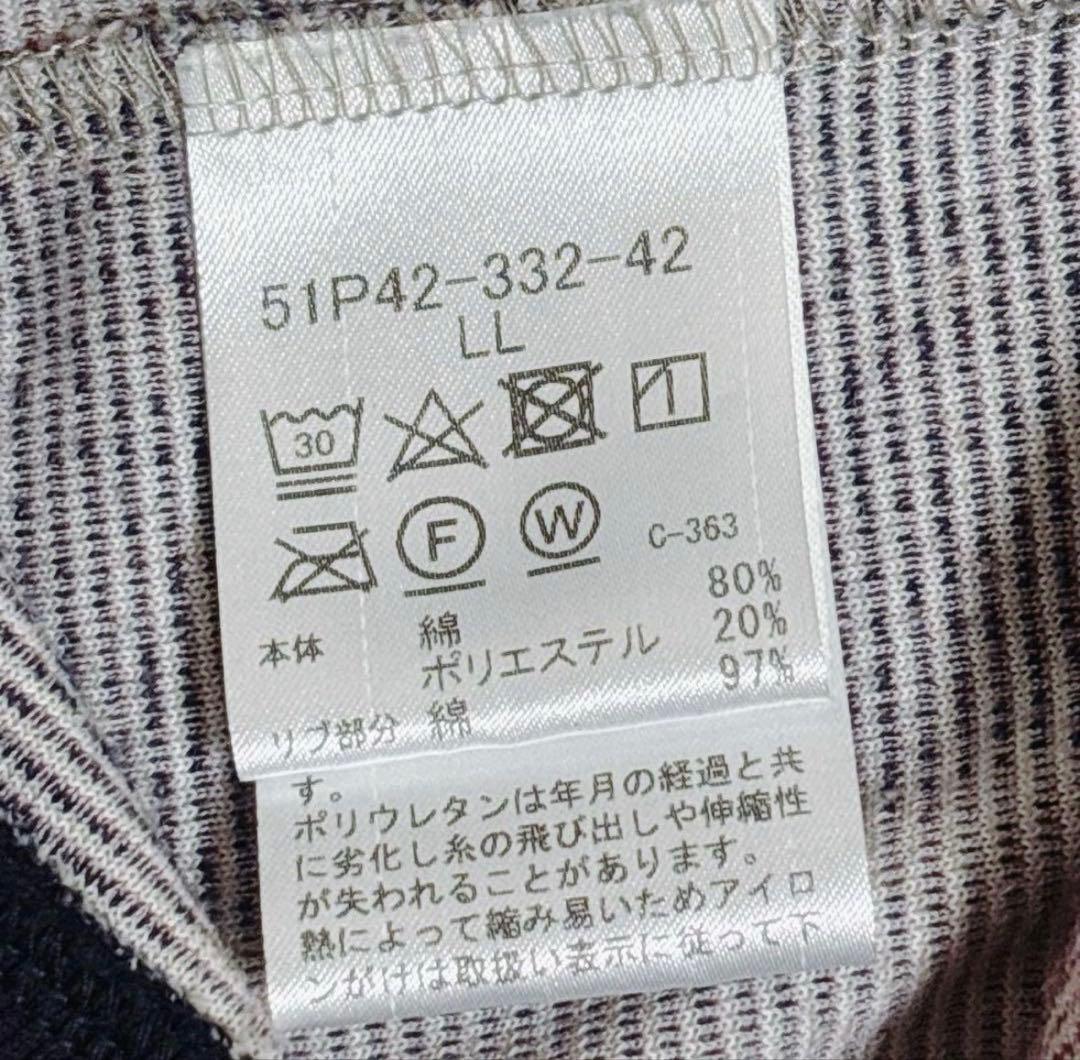 51P42-332-42
LL
30
F W C-363
本体 綿 80%
ポリエステル 20%
リブ部分 綿 97%
す。
ポリウレタンは年月の経過と共
に劣化し糸の飛び出しや伸縮性
が失われることがあります。
熱によって縮み易いためアイロ
ンがけは取扱い表示に従って下